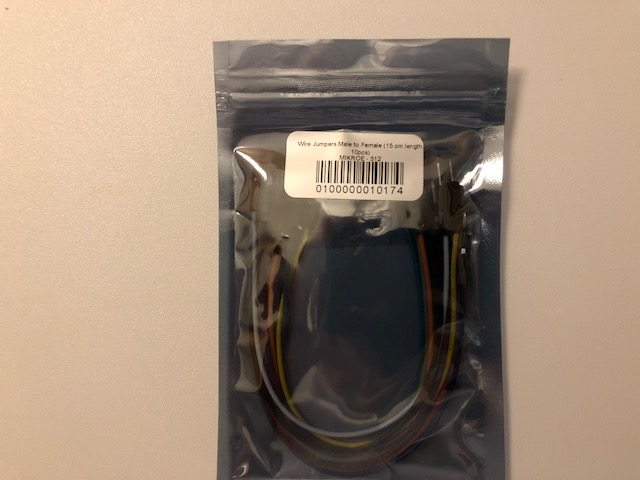 Wire Jumpers Male to Female (15 cm length
10pcs)
MIKROE - 512
0100000010174